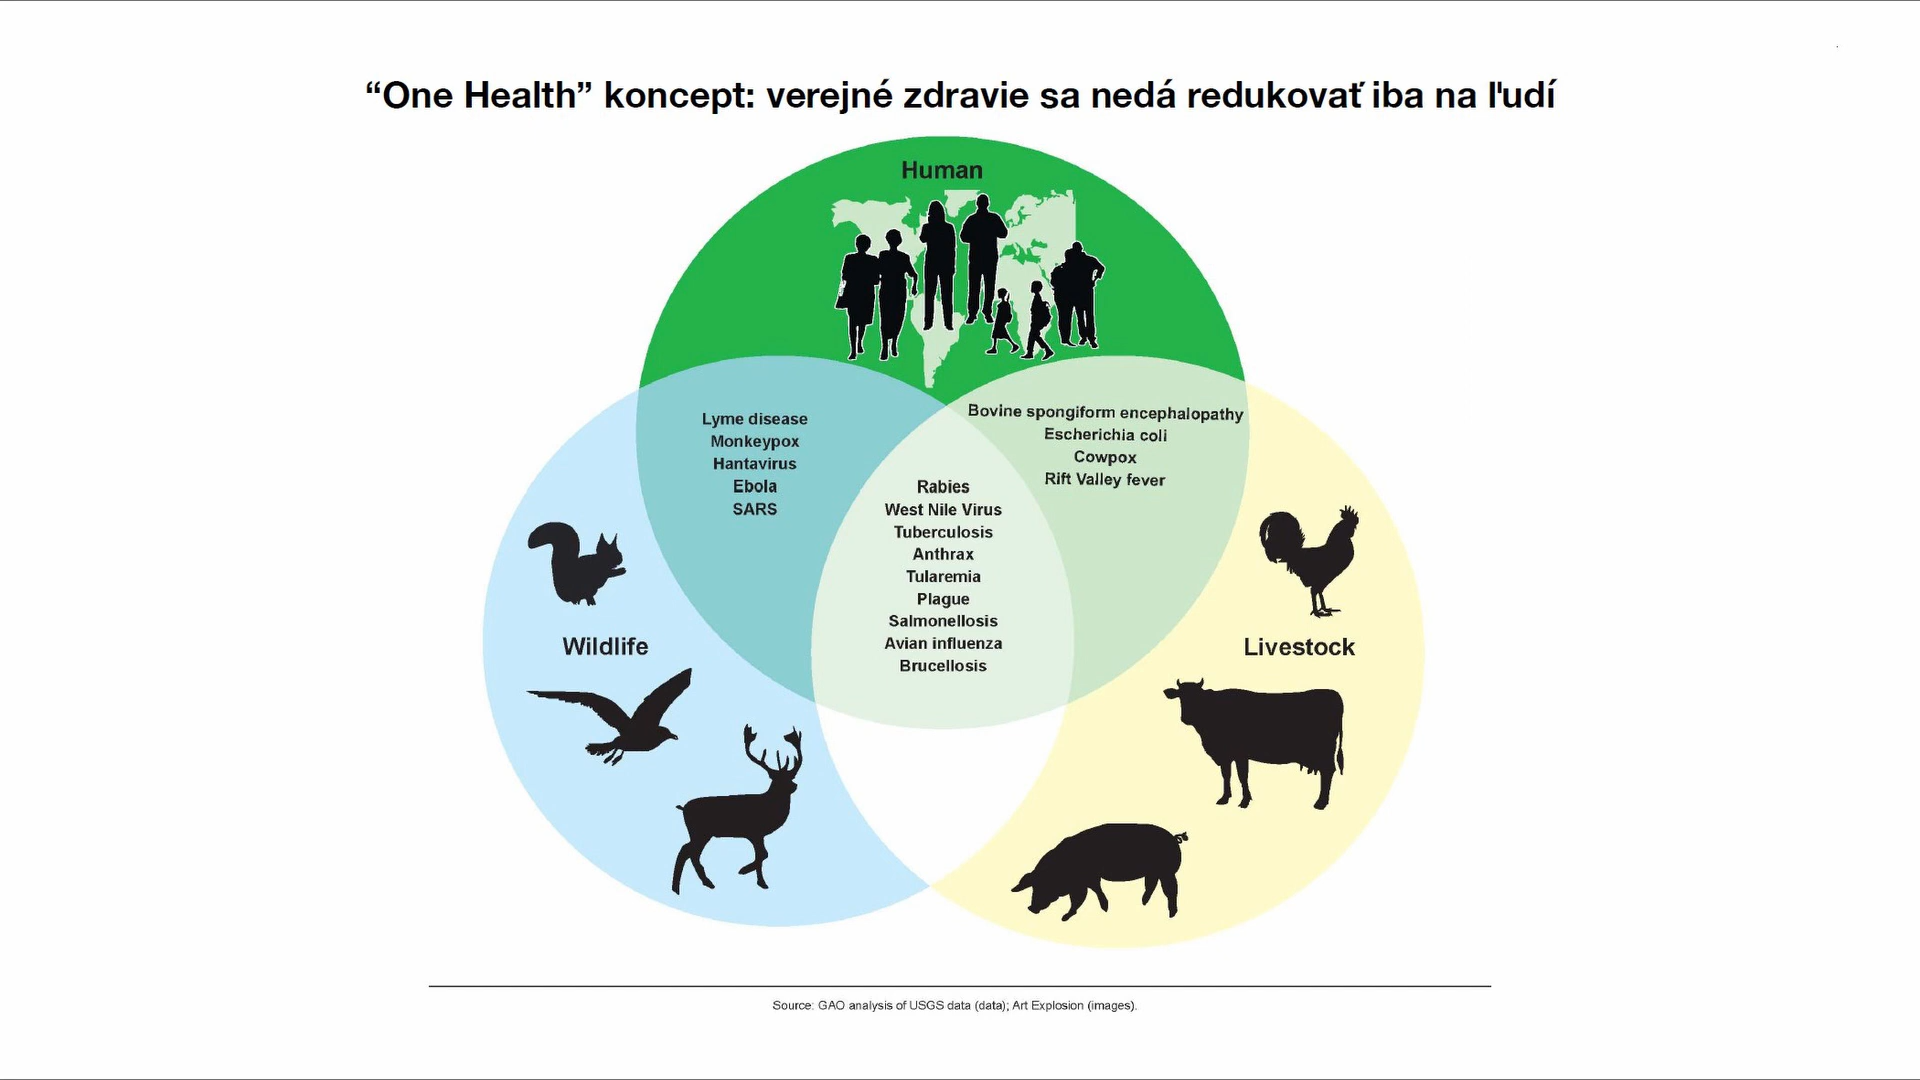 “One Health” koncept: verejné zdravie sa nedá redukovať iba na ľudí
Human
Lyme disease
Monkeypox
Hantavirus
Ebola
SARS
Bovine spongiform encephalopathy
Escherichia coli
Cowpox
Rift Valley fever
Rabies
West Nile Virus
Tuberculosis
Anthrax
Tularemia
Plague
Salmonellosis
Avian influenza
Brucellosis
Wildlife
Livestock
Source: GAO analysis of USGS data (data); Art Explosion (images).